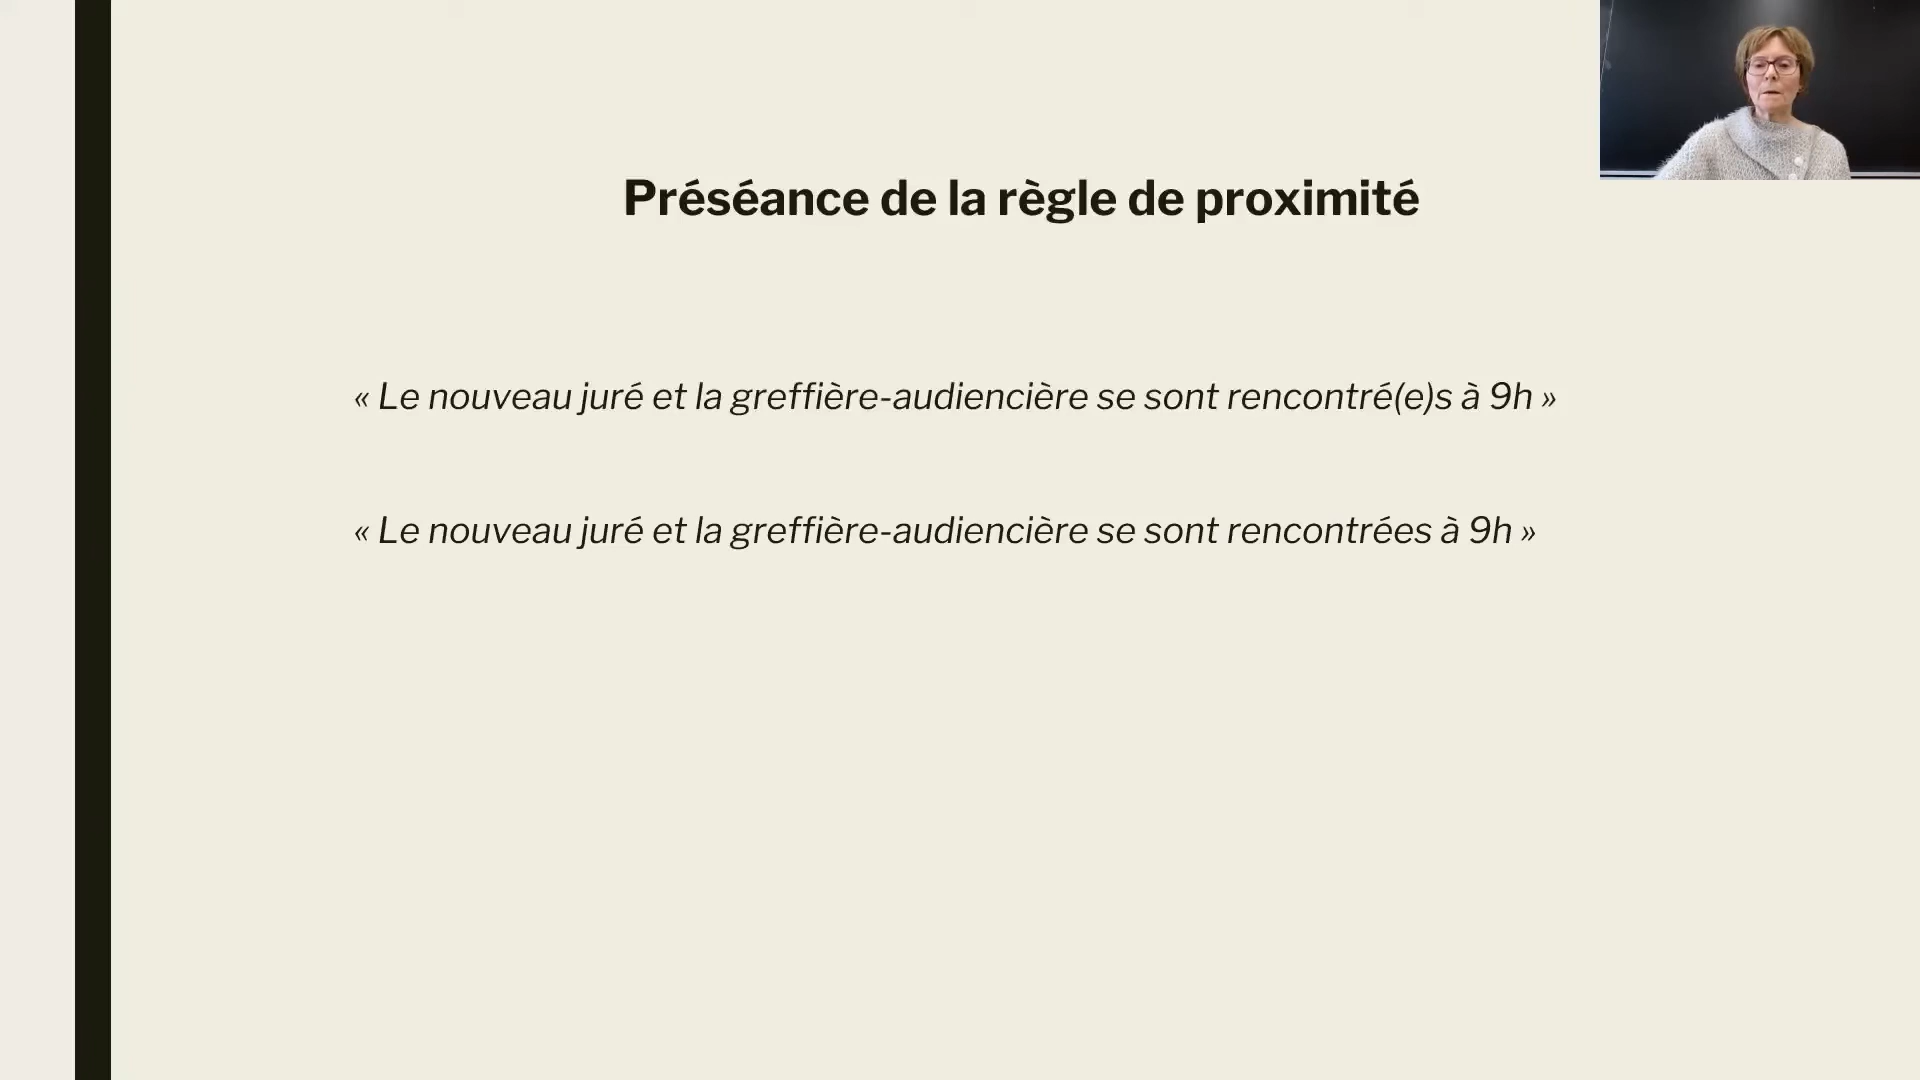 Préséance de la règle de proximité
« Le nouveau juré et la greffière-audiencière se sont rencontré(e)s à 9h »
« Le nouveau juré et la greffière-audiencière se sont rencontrées à 9h »